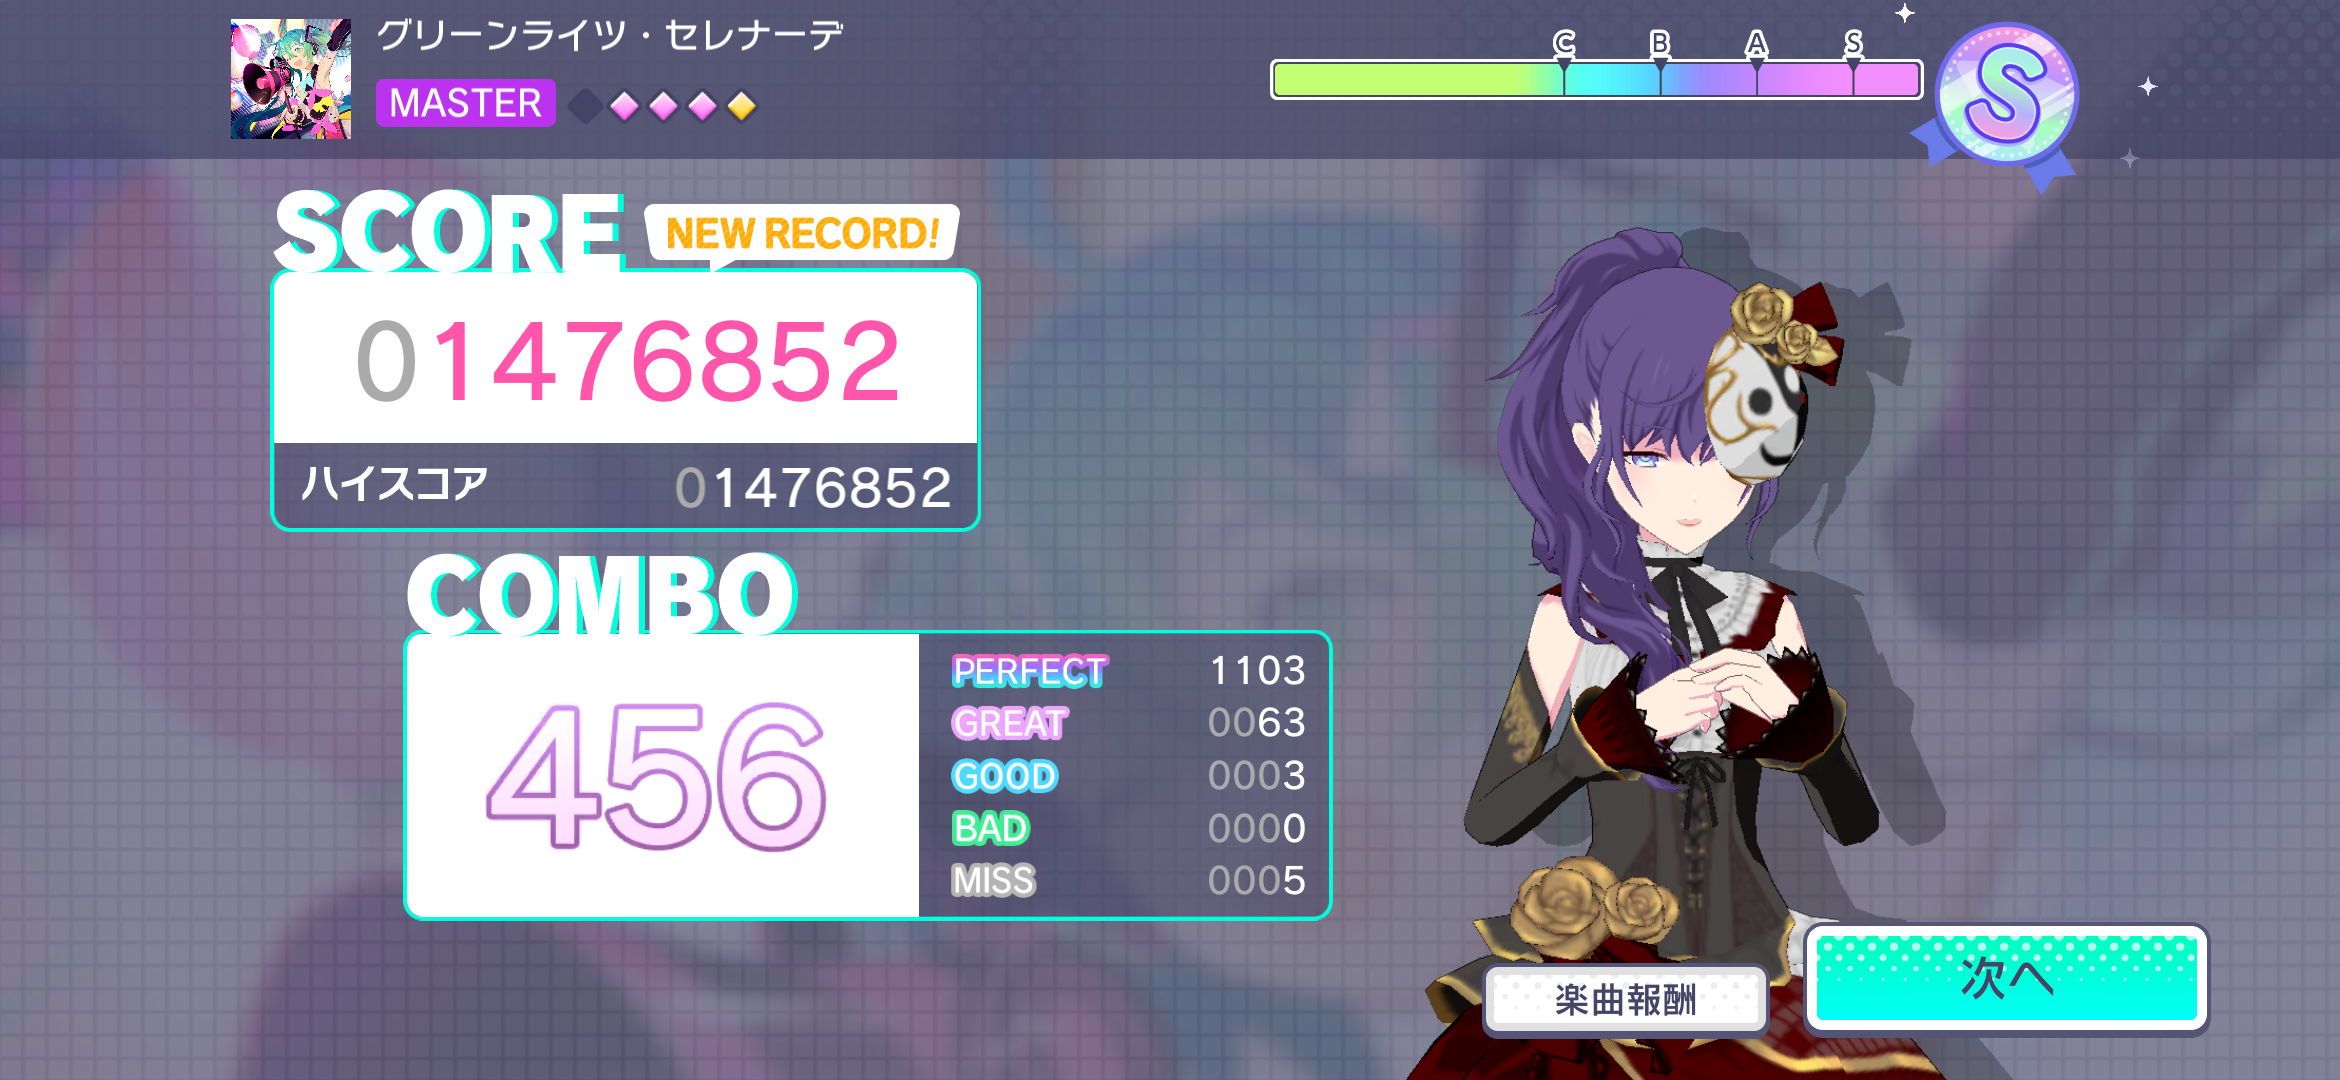 グリーンライツ・セレナーデ
MASTER
C B A S
S
SCORE
NEW RECORD!
01476852
ハイスコア 01476852
COMBO
456
PERFECT 1103
GREAT 0063
GOOD 0003
BAD 0000
MISS 0005
楽曲報酬
次へ